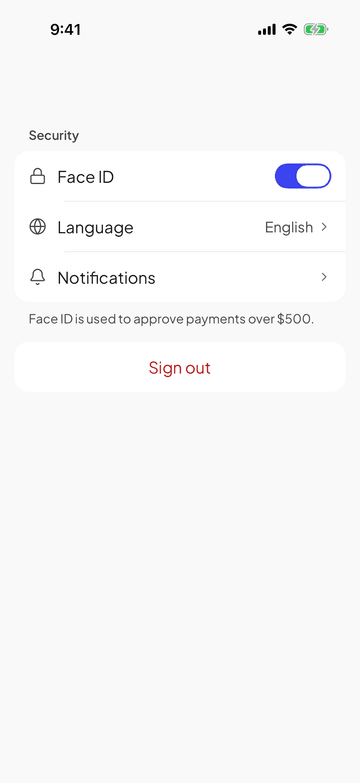 9:41
Security
Face ID
Language English
Notifications
Face ID is used to approve payments over $500.
Sign out